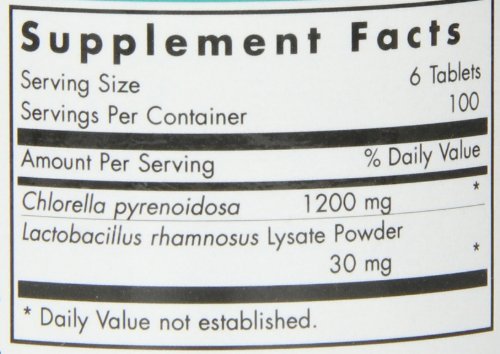 Supplement Facts
Serving Size 6 Tablets
Servings Per Container 100
Amount Per Serving % Daily Value
Chlorella pyrenoidosa 1200 mg *
Lactobacillus rhamnosus Lysate Powder
30 mg *
* Daily Value not established.